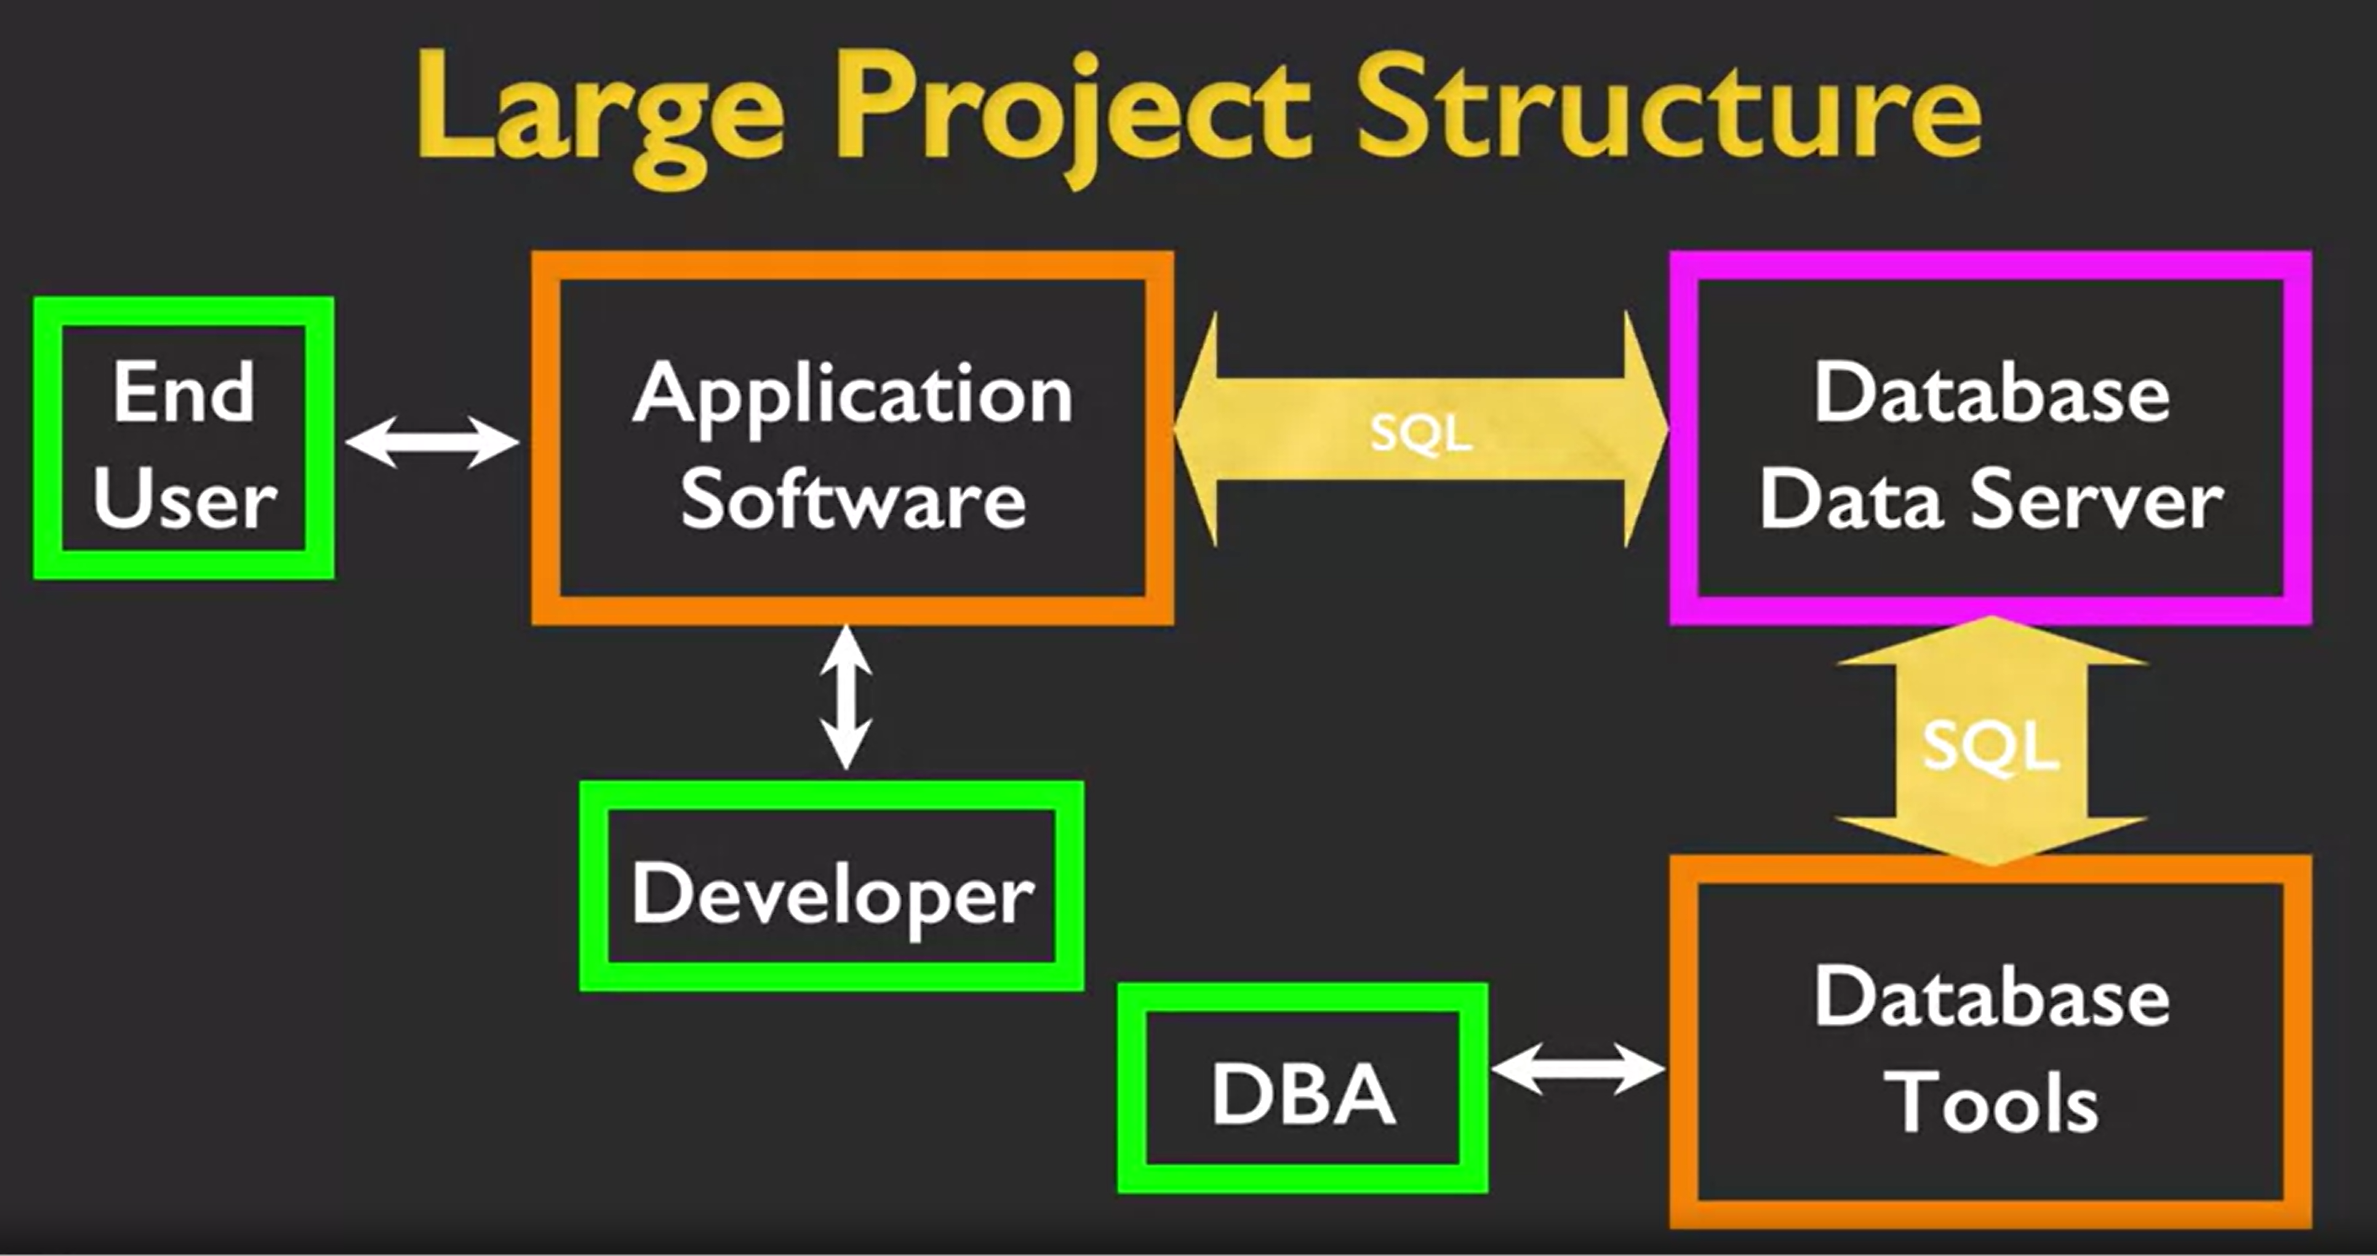 Large Project Structure
End
User
Application
Software
SQL
Database
Data Server
SQL
Developer
DBA
Database
Tools